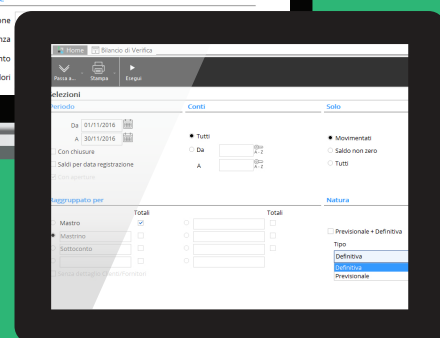 one
nza
nto
lori
Home Bilancio di Verifica
Passa a... Stampa Esegui
Selezioni
Periodo Conti Solo
Da 01/11/2016
A 30/11/2016
Con chiusure
Saldi per data registrazione
Tutti
Da A-Z
A A-Z
Movimentati
Saldo non zero
Tutti
Raggruppato per Natura
Totali Totali
Mastro
Mastrino
Sottoconto
Previsionale + Definitiva
Tipo
Definitiva
Definitiva
Previsionale